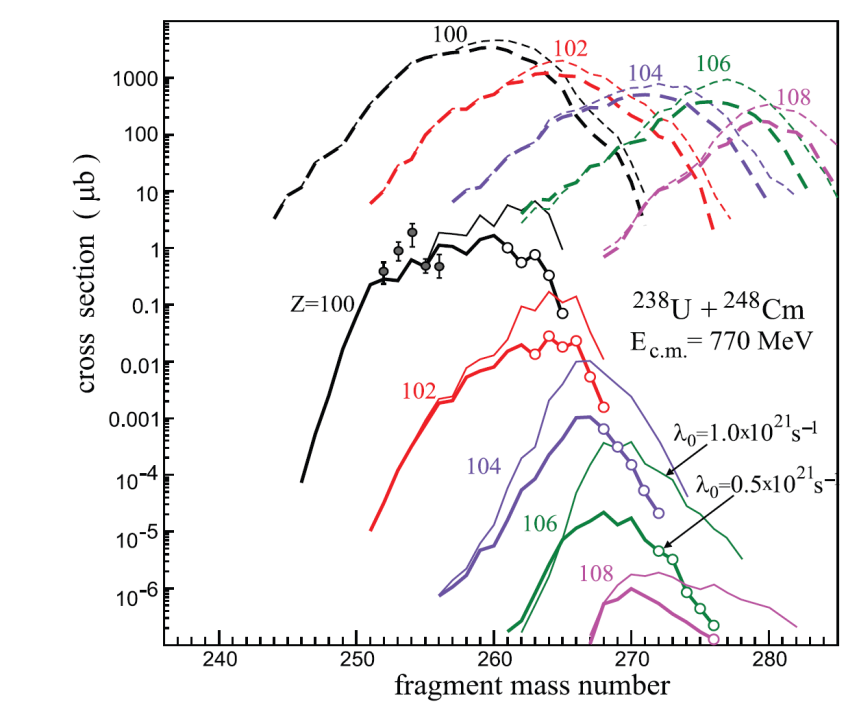 100
102
104
106
108
1000
100
10
1
0.1
0.01
0.001
10⁻⁴
10⁻⁵
10⁻⁶
cross section ( μb )
Z=100
102
104
106
108
²³⁸U + ²⁴⁸Cm
E c.m. = 770 MeV
λ₀=1.0x10²¹s⁻¹
λ₀=0.5x10²¹s⁻
240 250 260 270 280
fragment mass number